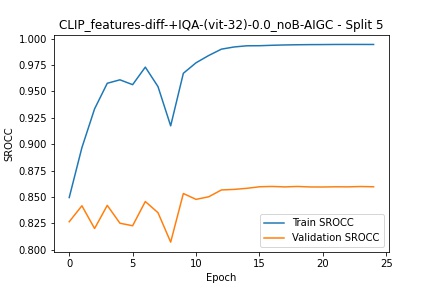 CLIP_features-diff-+IQA-(vit-32)-0.0_noB-AIGC - Split 5
1.000
0.975
0.950
0.925
0.900
0.875
0.850
0.825
0.800
SROCC
Train SROCC
Validation SROCC
0 5 10 15 20 25
Epoch